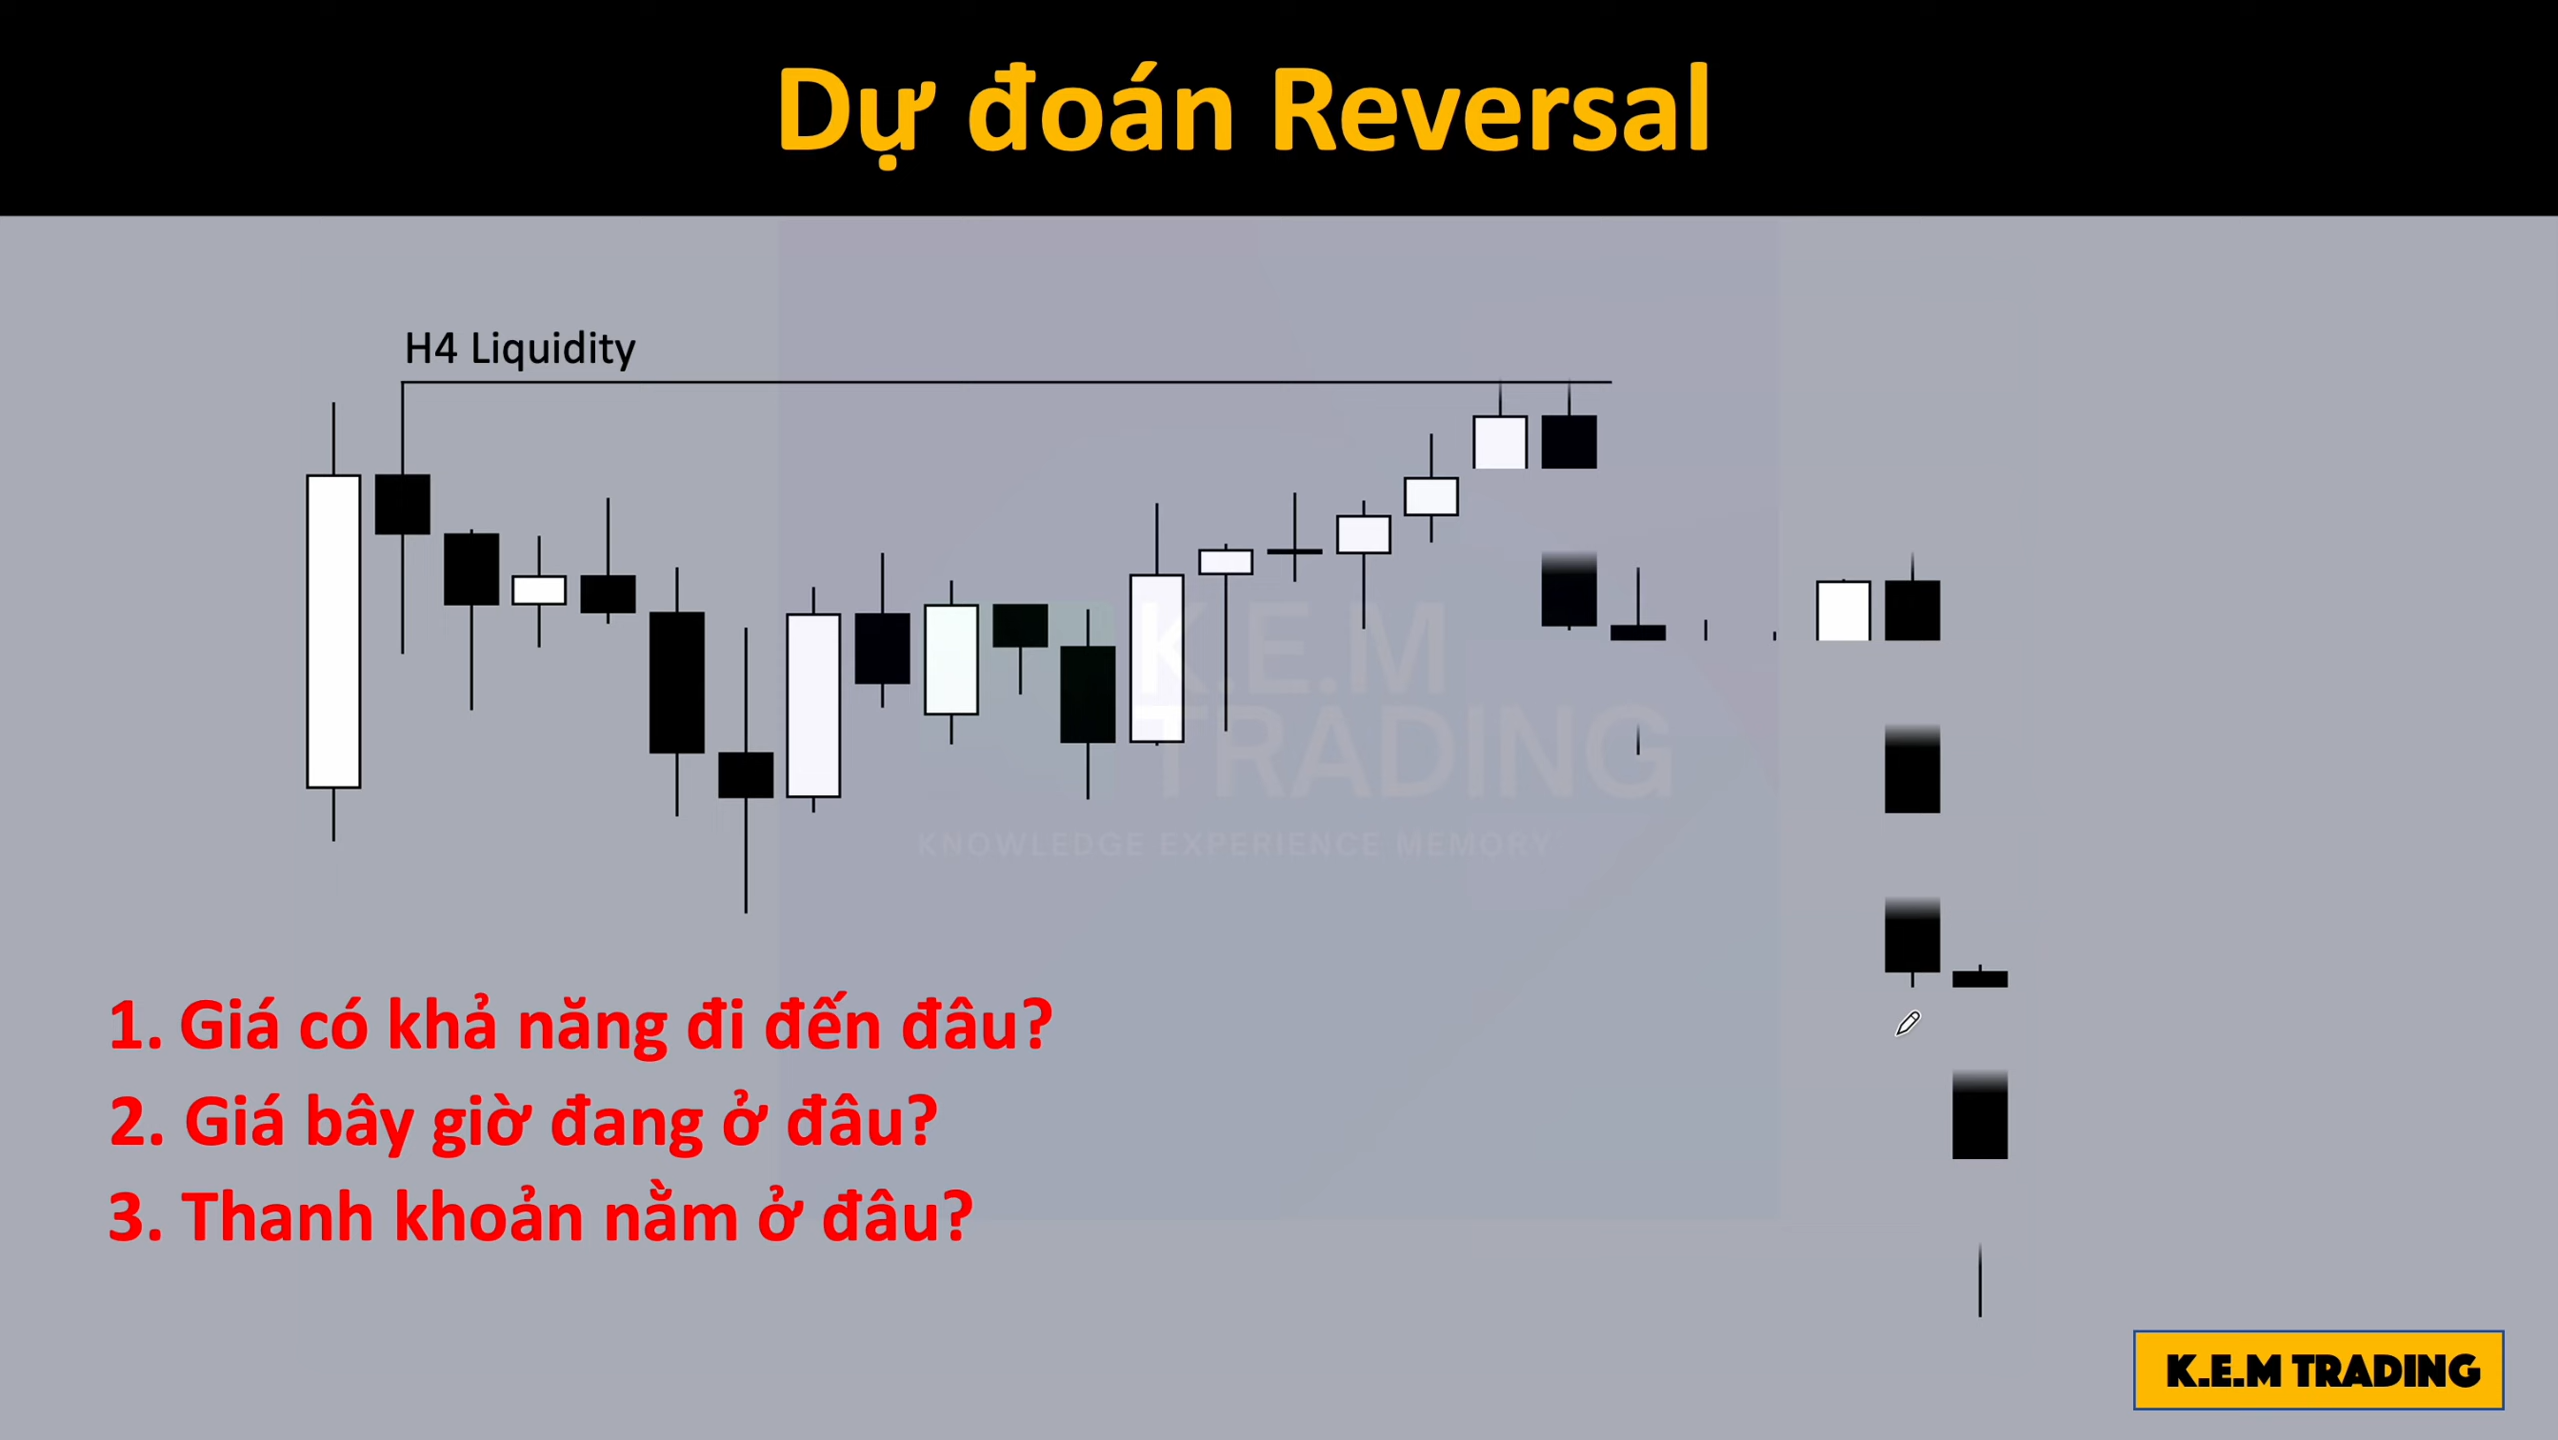 Dự đoán Reversal
H4 Liquidity
K.E.M
TRADING
KNOWLEDGE EXPERIENCE MEMORY
1. Giá có khả năng đi đến đâu?
2. Giá bây giờ đang ở đâu?
3. Thanh khoản nằm ở đâu?
K.E.M TRADING